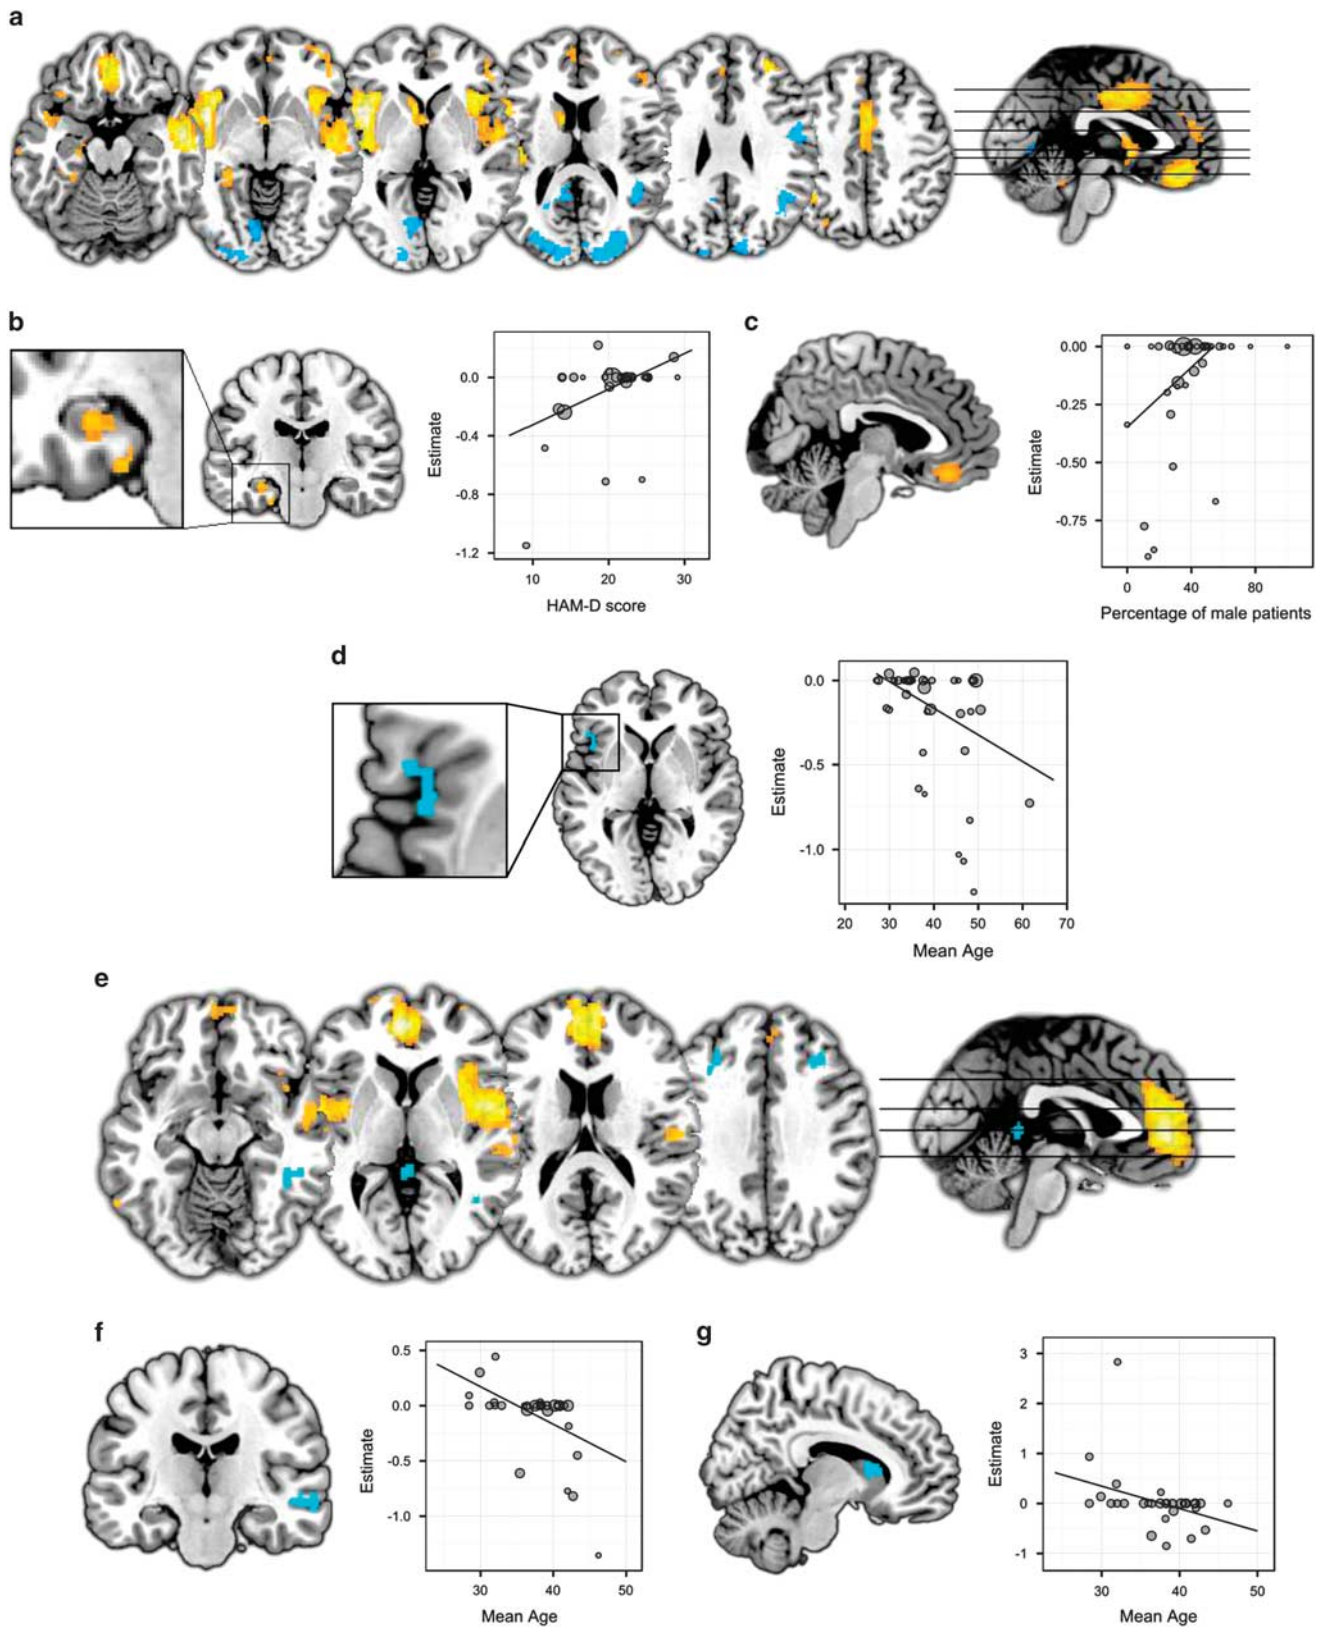 a
b
0.0
-0.4
-0.8
-1.2
Estimate
10 20 30
HAM-D score
c
0.00
-0.25
-0.50
-0.75
Estimate
0 40 80
Percentage of male patients
d
0.0
-0.5
-1.0
Estimate
20 30 40 50 60 70
Mean Age
e
f
0.5
0.0
-0.5
-1.0
Estimate
30 40 50
Mean Age
g
3
2
1
0
-1
Estimate
30 40 50
Mean Age